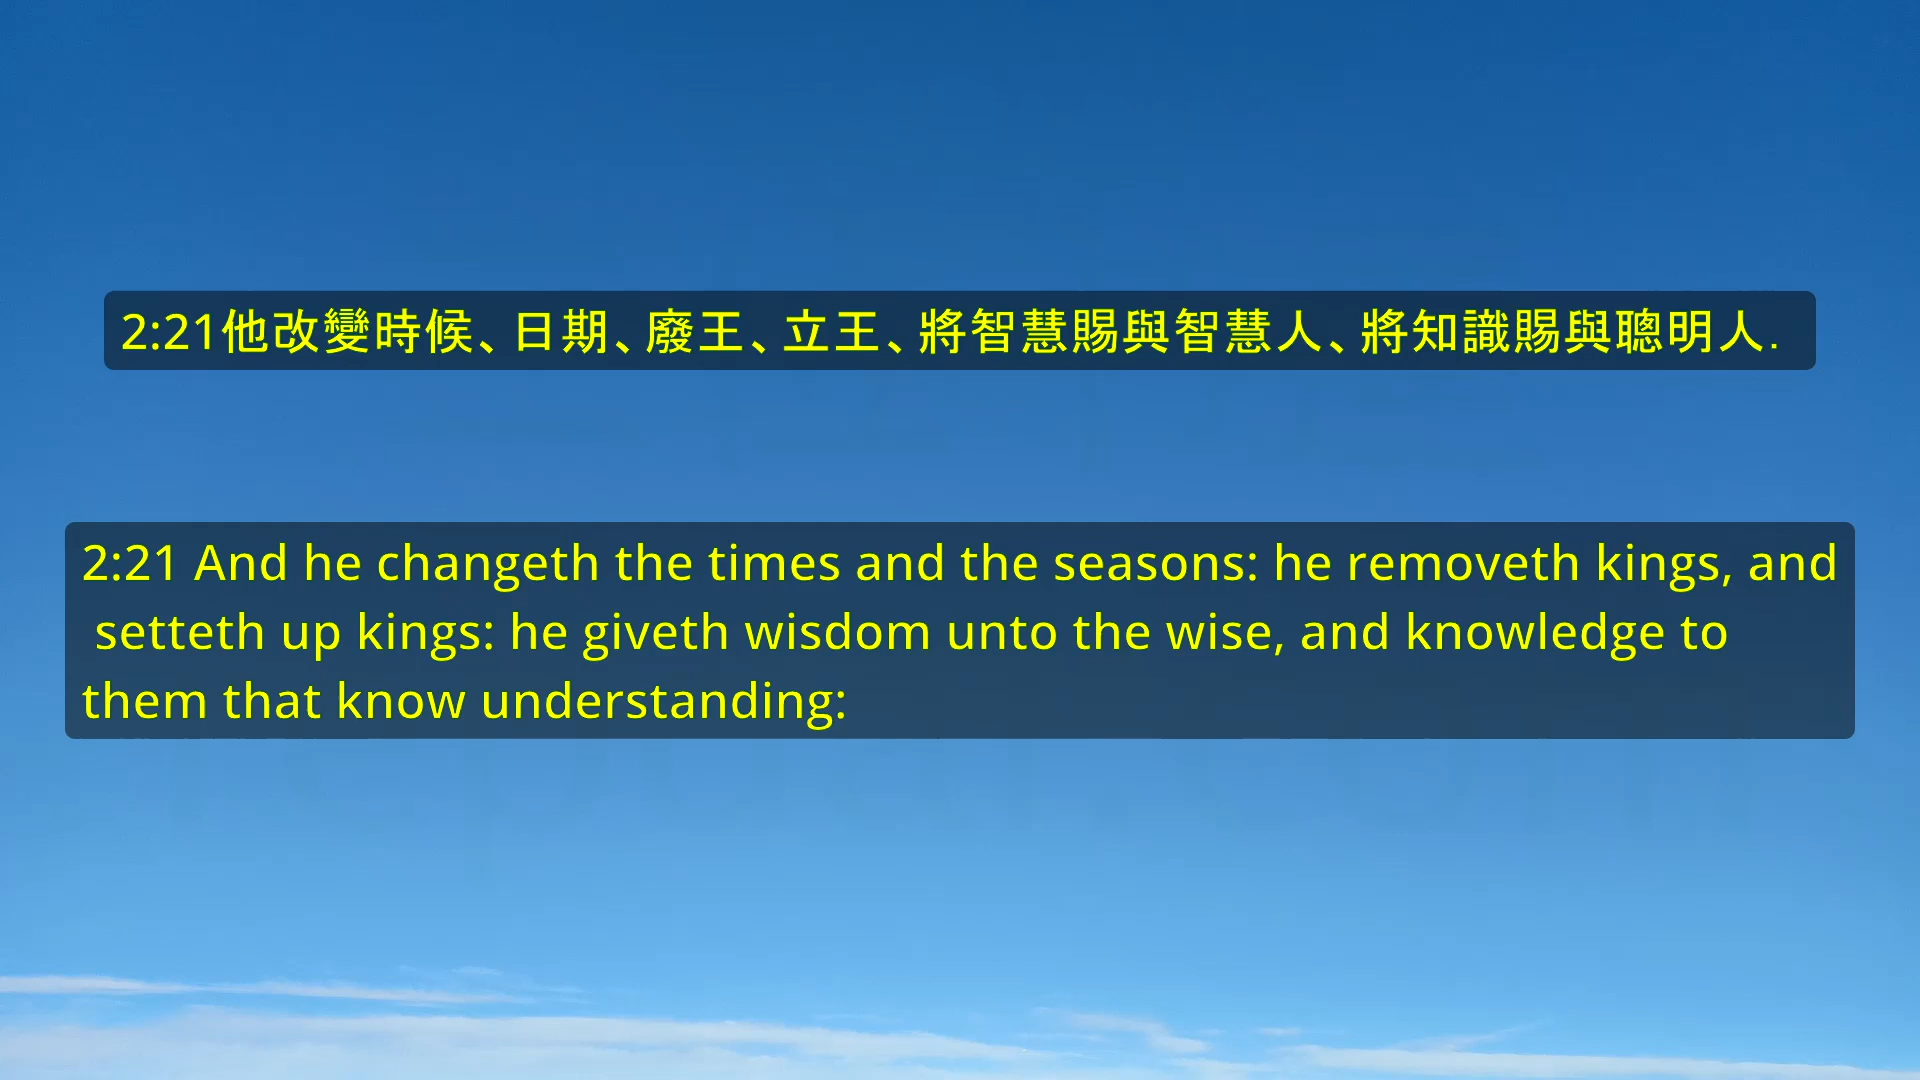 2:21他改變時候、日期、廢王、立王、將智慧賜與智慧人、將知識賜與聰明人.
2:21 And he changeth the times and the seasons: he removeth kings, and
setteth up kings: he giveth wisdom unto the wise, and knowledge to
them that know understanding: